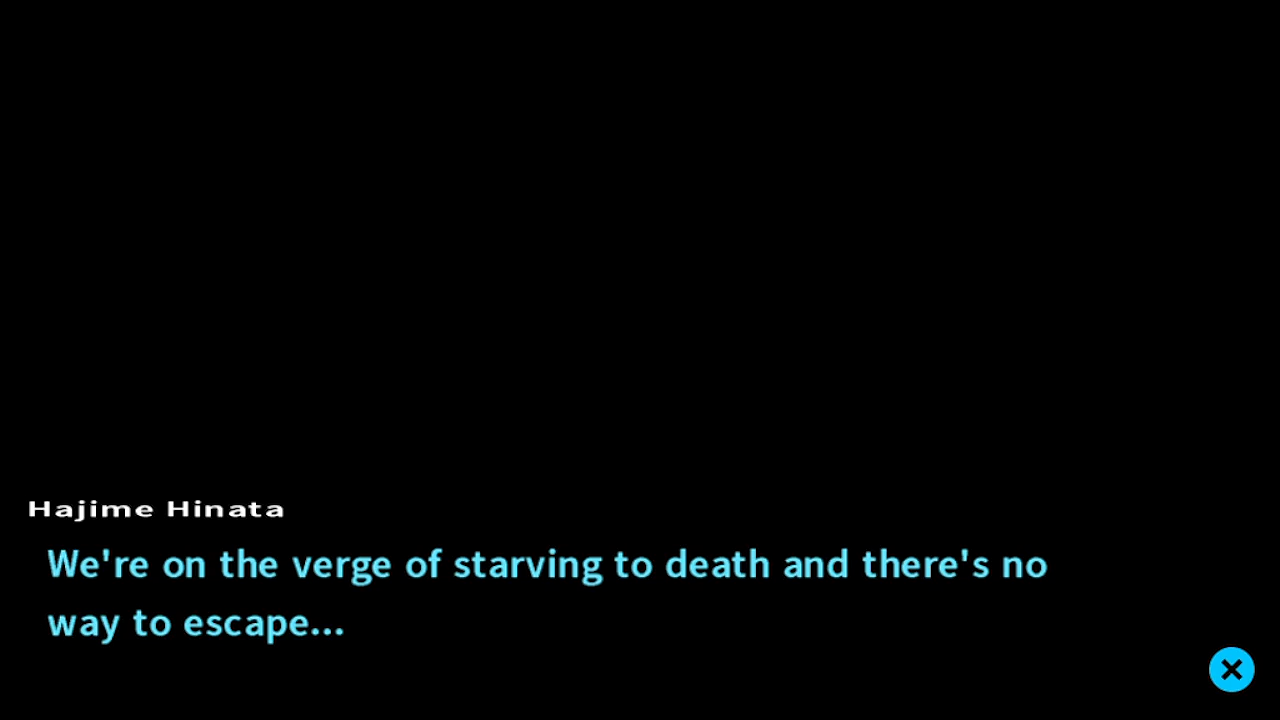 Hajime Hinata
We're on the verge of starving to death and there's no
way to escape...